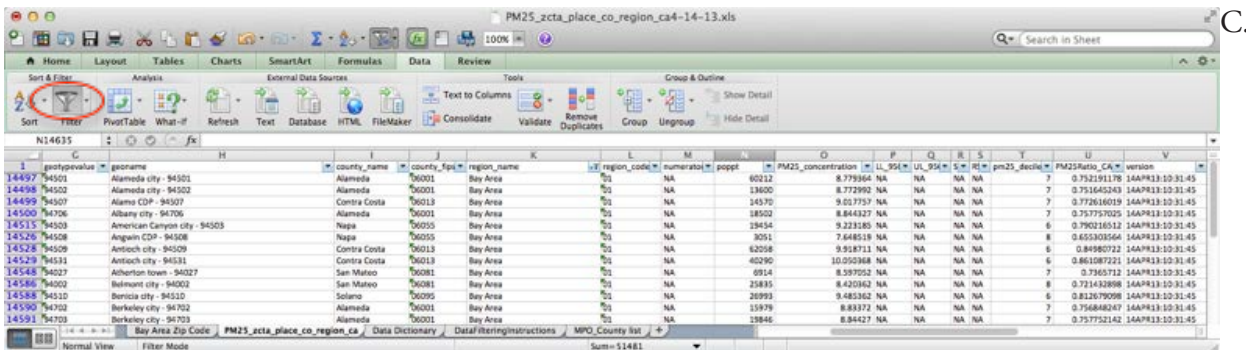 PM25_zcta_place_co_region_ca4-14-13.xls
C.
100%
Search in Sheet
Home Layout Tables Charts SmartArt Formulas Data Review
Sort & Filter Analysis External Data Sources Tools Group & Outline
Sort Filter PivotTable What-If Refresh Text Database HTML FileMaker Text to Columns Consolidate Validate Remove Duplicates Group Ungroup Show Detail Hide Detail
N14635 fx
G H I J K L M N O P Q R S T U V
1 geotypevalue geoname county_name county_fips region_name region_code numerator poppt PM25_concentration LL_95 UL_95 pm25_decile PM25Ratio_CA version
14497 94501 Alameda city - 94501 Alameda 06001 Bay Area 01 NA 60212 8.779364 NA NA NA NA 7 0.752191178 14APR13:10:31:45
14498 94502 Alameda city - 94502 Alameda 06001 Bay Area 01 NA 13600 8.772992 NA NA NA NA 7 0.751645243 14APR13:10:31:45
14499 94507 Alamo CDP - 94507 Contra Costa 06013 Bay Area 01 NA 14570 9.017757 NA NA NA NA 7 0.772616019 14APR13:10:31:45
14500 94706 Albany city - 94706 Alameda 06001 Bay Area 01 NA 18502 8.844327 NA NA NA NA 7 0.757757025 14APR13:10:31:45
14515 94503 American Canyon city - 94503 Napa 06055 Bay Area 01 NA 19454 9.223185 NA NA NA NA 6 0.790216512 14APR13:10:31:45
14526 94508 Angwin CDP - 94508 Napa 06055 Bay Area 01 NA 3051 7.648519 NA NA NA NA 8 0.655303564 14APR13:10:31:45
14528 94509 Antioch city - 94509 Contra Costa 06013 Bay Area 01 NA 62058 9.918711 NA NA NA NA 6 0.84980722 14APR13:10:31:45
14529 94531 Antioch city - 94531 Contra Costa 06013 Bay Area 01 NA 40290 10.050368 NA NA NA NA 6 0.861087221 14APR13:10:31:45
14548 94027 Atherton town - 94027 San Mateo 06081 Bay Area 01 NA 6914 8.597052 NA NA NA NA 7 0.7365712 14APR13:10:31:45
14586 94002 Belmont city - 94002 San Mateo 06081 Bay Area 01 NA 25835 8.420362 NA NA NA NA 8 0.721432898 14APR13:10:31:45
14588 94510 Benicia city - 94510 Solano 06095 Bay Area 01 NA 26993 9.485362 NA NA NA NA 6 0.812679098 14APR13:10:31:45
14590 94702 Berkeley city - 94702 Alameda 06001 Bay Area 01 NA 15979 8.83372 NA NA NA NA 7 0.756848247 14APR13:10:31:45
14591 94703 Berkeley city - 94703 Alameda 06001 Bay Area 01 NA 19846 8.84427 NA NA NA NA 7 0.757752142 14APR13:10:31:45
Bay Area Zip Code PM25_zcta_place_co_region_ca Data Dictionary DataFilteringInstructions MPO_County list +
Normal View Filter Mode Sum=51481